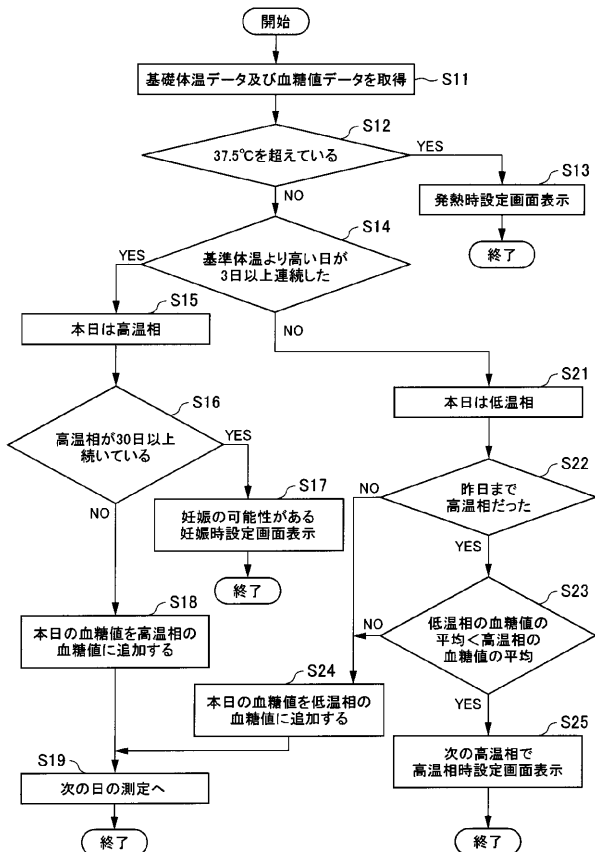 開始
基礎体温データ及び血糖値データを取得
S11
S12
37.5℃を超えている
YES
NO
S13
発熱時設定画面表示
終了
S14
基準体温より高い日が
3日以上連続した
YES
NO
S15
本日は高温相
S16
高温相が30日以上
続いている
YES
NO
S17
妊娠の可能性がある
妊娠時設定画面表示
終了
S18
本日の血糖値を高温相の
血糖値に追加する
S19
次の日の測定へ
終了
S21
本日は低温相
S22
昨日まで
高温相だった
NO
YES
S23
低温相の血糖値の
平均<高温相の
血糖値の平均
NO
YES
S24
本日の血糖値を低温相の
血糖値に追加する
S25
次の高温相で
高温相時設定画面表示
終了